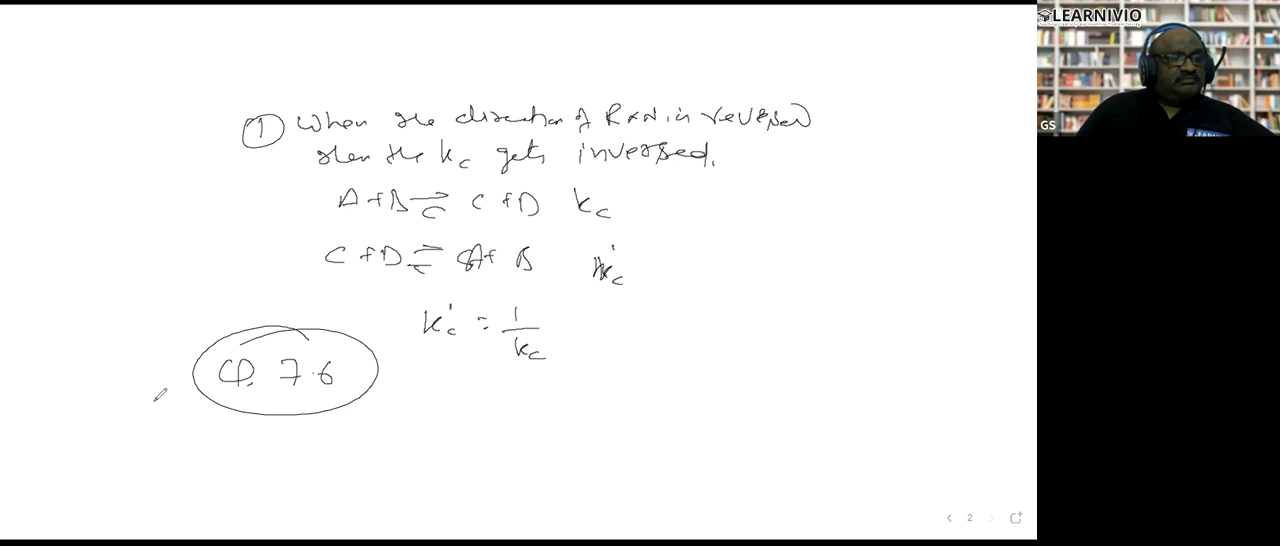 ① When the direction of RXN is reversed
then the Kc gets inversed.
A + B ⇌ C + D Kc
C + D ⇌ A + B K'c
K'c = 1/Kc
CP. 7.6
LEARNIVIO
GS
2